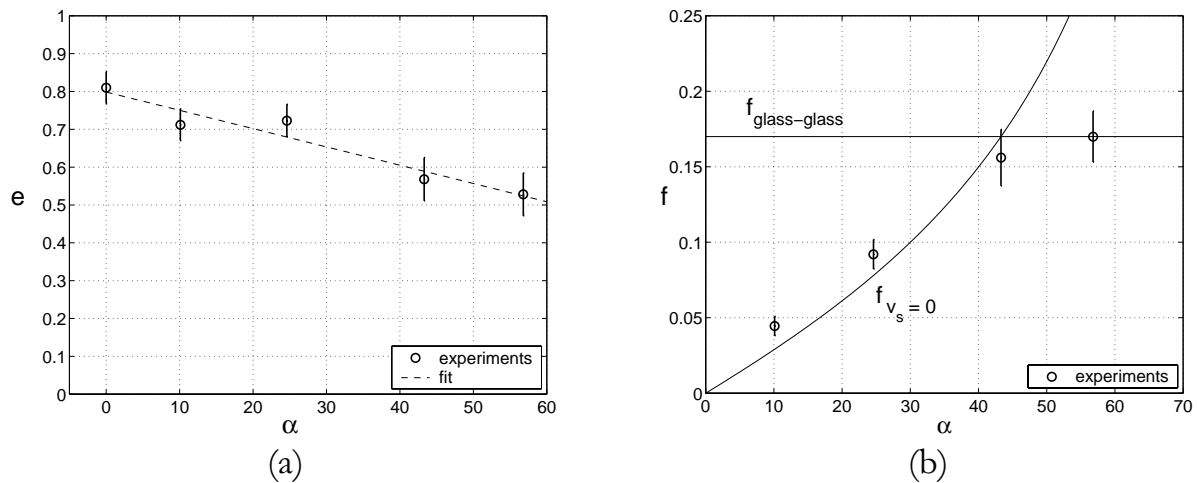 1
0.9
0.8
0.7
0.6
0.5
0.4
0.3
0.2
0.1
0
e
0 10 20 30 40 50 60
α
experiments
fit
(a)
0.25
0.2
0.15
0.1
0.05
0
f
f glass−glass
f v s = 0
0 10 20 30 40 50 60 70
α
experiments
(b)